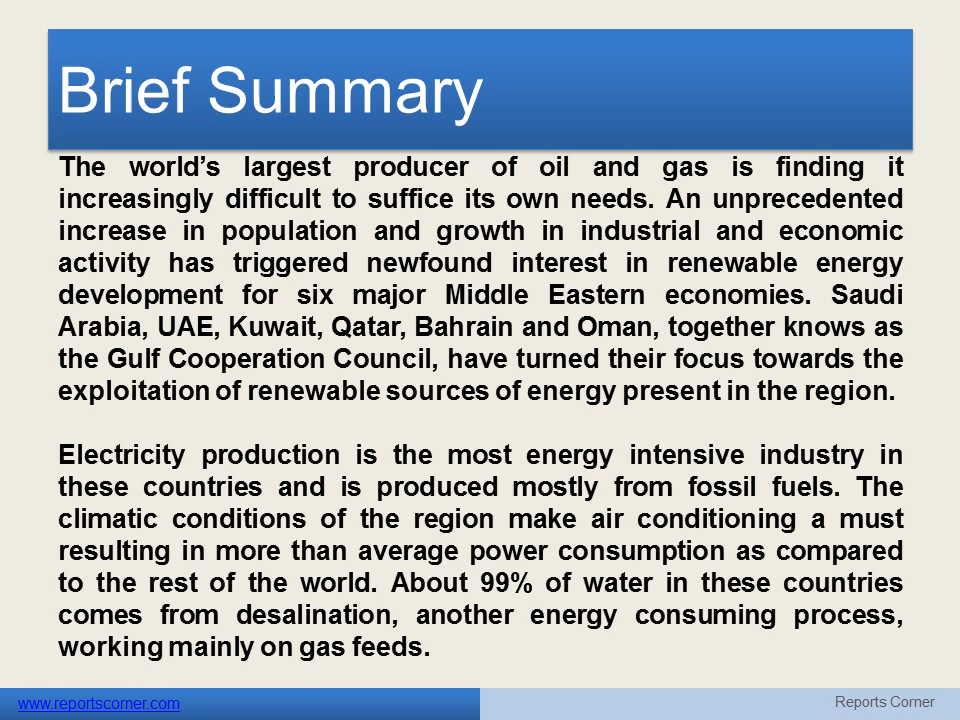 Brief Summary
The world’s largest producer of oil and gas is finding it
increasingly difficult to suffice its own needs. An unprecedented
increase in population and growth in industrial and economic
activity has triggered newfound interest in renewable energy
development for six major Middle Eastern economies. Saudi
Arabia, UAE, Kuwait, Qatar, Bahrain and Oman, together knows as
the Gulf Cooperation Council, have turned their focus towards the
exploitation of renewable sources of energy present in the region.
Electricity production is the most energy intensive industry in
these countries and is produced mostly from fossil fuels. The
climatic conditions of the region make air conditioning a must
resulting in more than average power consumption as compared
to the rest of the world. About 99% of water in these countries
comes from desalination, another energy consuming process,
working mainly on gas feeds.
www.reportscorner.com
Reports Corner